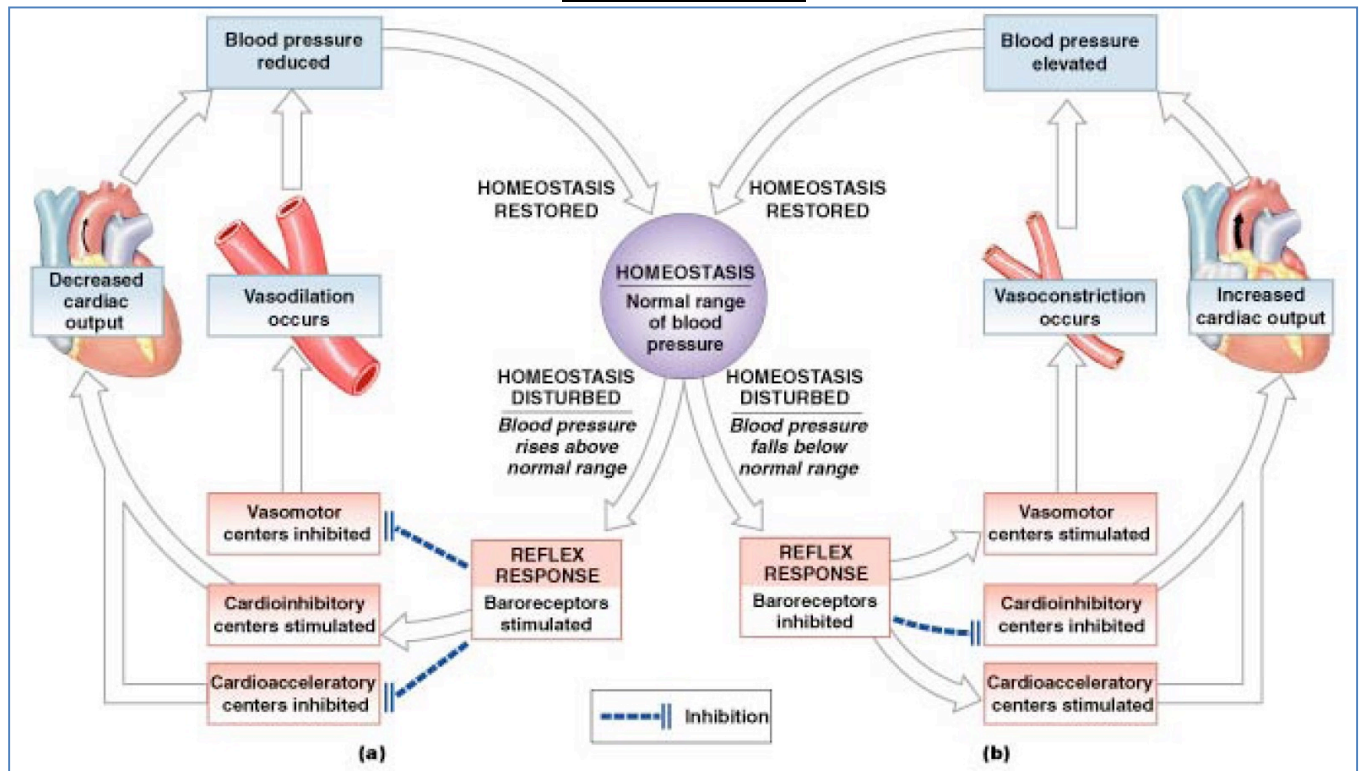 Blood pressure
reduced
Blood pressure
elevated
HOMEOSTASIS
RESTORED
HOMEOSTASIS
RESTORED
HOMEOSTASIS
Normal range
of blood
pressure
Decreased
cardiac
output
Vasodilation
occurs
Vasoconstriction
occurs
Increased
cardiac output
HOMEOSTASIS
DISTURBED
Blood pressure
rises above
normal range
HOMEOSTASIS
DISTURBED
Blood pressure
falls below
normal range
Vasomotor
centers inhibited
Cardioinhibitory
centers stimulated
Cardioacceleratory
centers inhibited
REFLEX
RESPONSE
Baroreceptors
stimulated
REFLEX
RESPONSE
Baroreceptors
inhibited
Vasomotor
centers stimulated
Cardioinhibitory
centers inhibited
Cardioacceleratory
centers stimulated
Inhibition
(a)
(b)